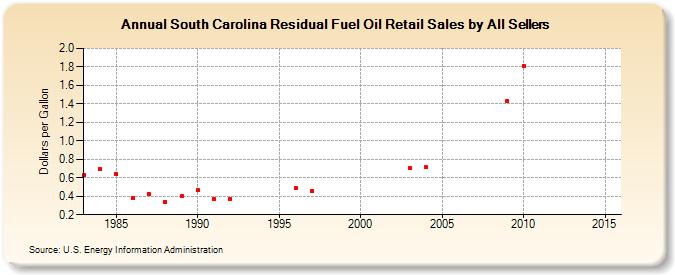 Annual South Carolina Residual Fuel Oil Retail Sales by All Sellers
Dollars per Gallon
2.0
1.8
1.6
1.4
1.2
1.0
0.8
0.6
0.4
0.2
1985 1990 1995 2000 2005 2010 2015
Source: U.S. Energy Information Administration